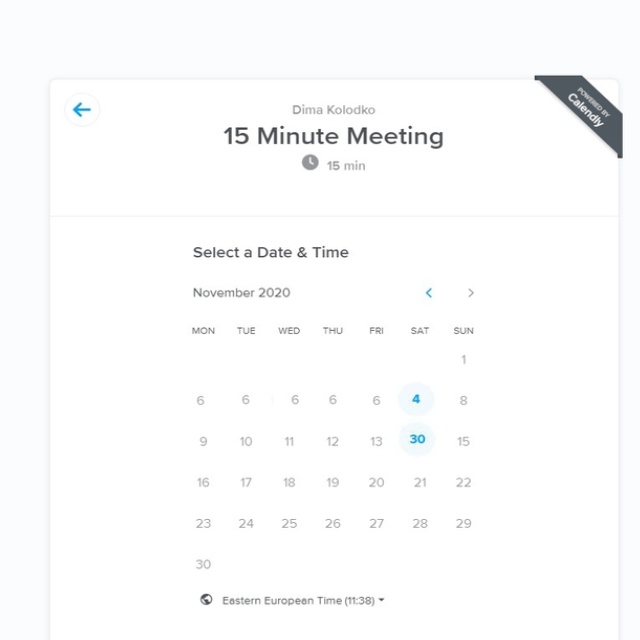 POWERED BY
Calendly
Dima Kolodko
15 Minute Meeting
15 min
Select a Date & Time
November 2020
MON TUE WED THU FRI SAT SUN
1
6 6 6 6 6 4 8
9 10 11 12 13 30 15
16 17 18 19 20 21 22
23 24 25 26 27 28 29
30
Eastern European Time (11:38)